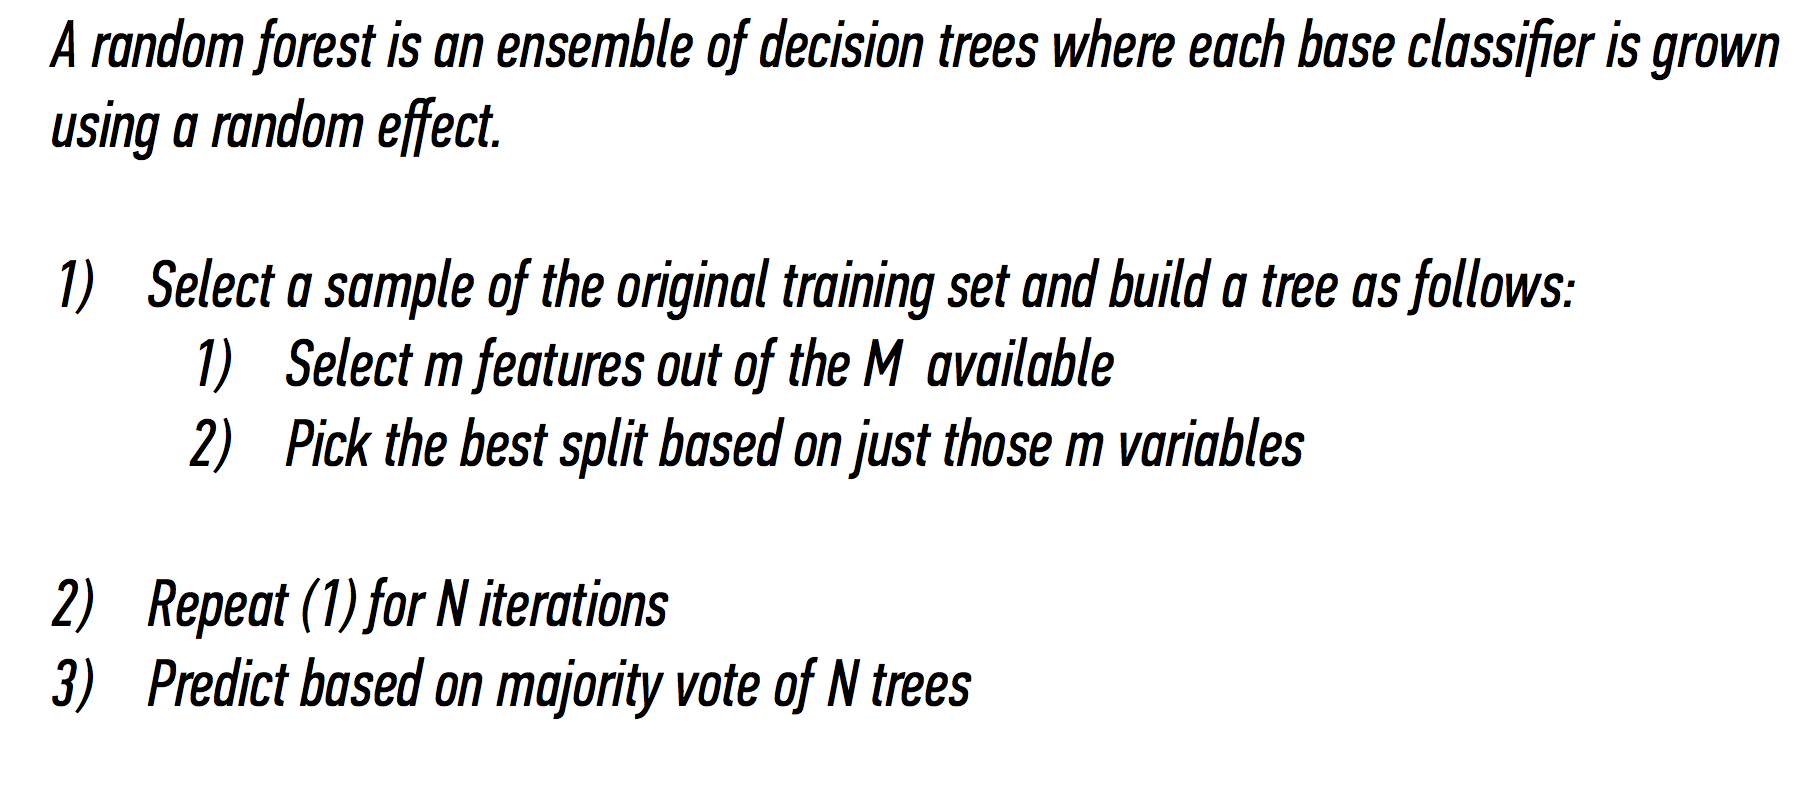 A random forest is an ensemble of decision trees where each base classifier is grown
using a random effect.
1) Select a sample of the original training set and build a tree as follows:
1) Select m features out of the M available
2) Pick the best split based on just those m variables
2) Repeat (1) for N iterations
3) Predict based on majority vote of N trees